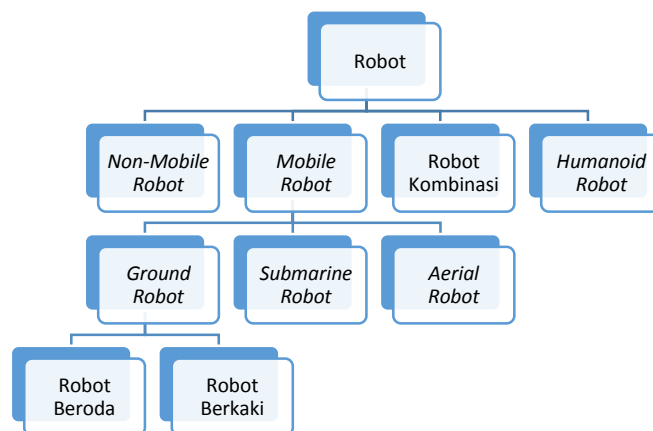 Robot
Non-Mobile
Robot
Mobile
Robot
Robot
Kombinasi
Humanoid
Robot
Ground
Robot
Submarine
Robot
Aerial
Robot
Robot
Beroda
Robot
Berkaki